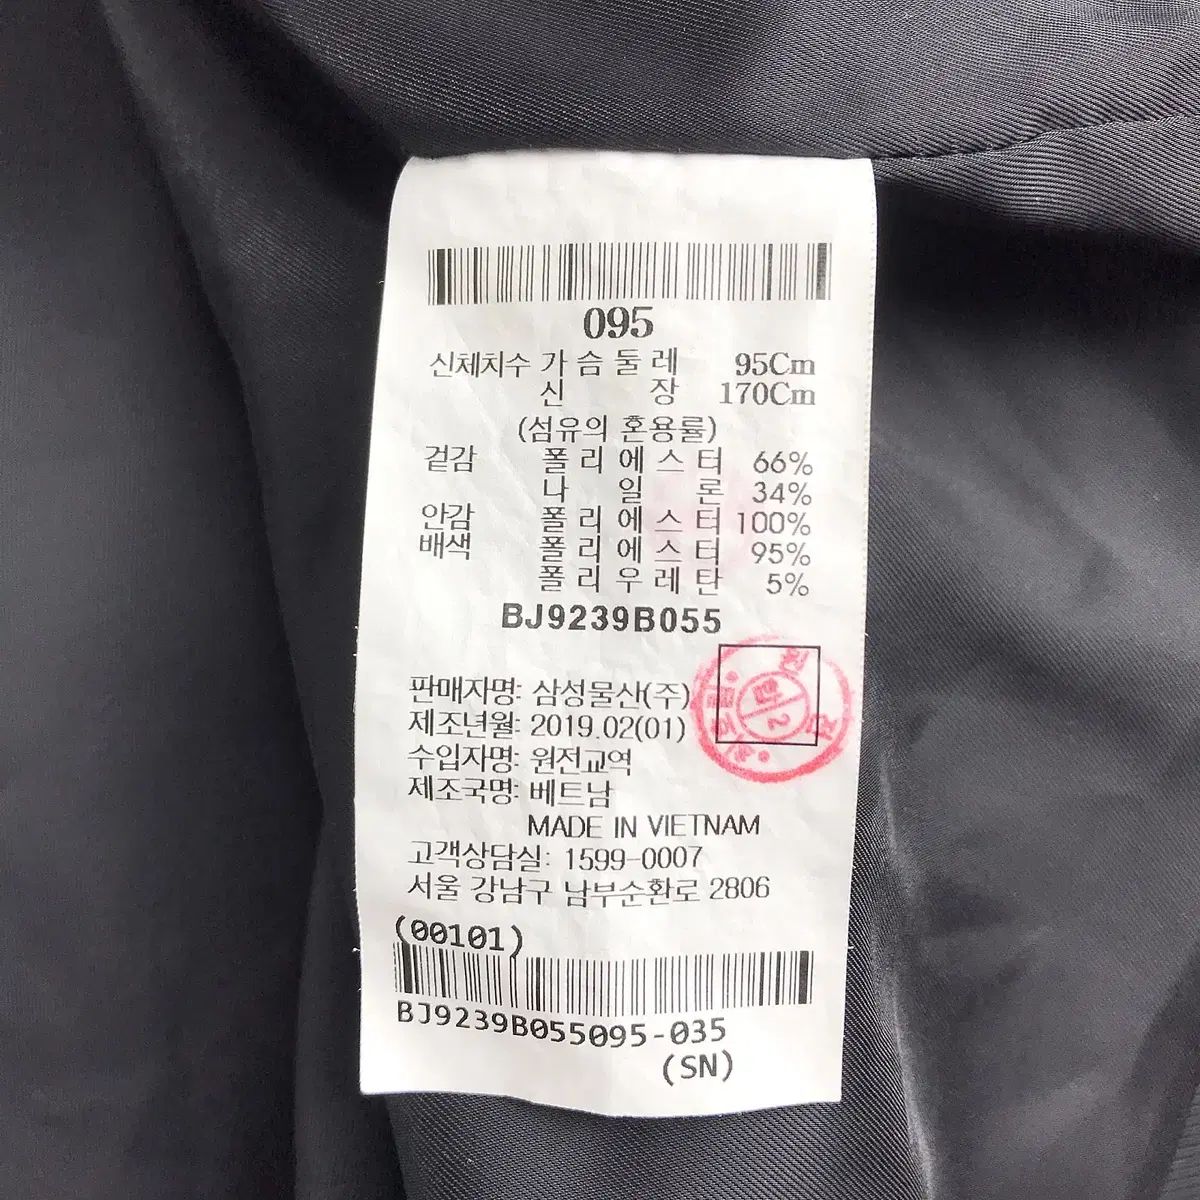 095
신체치수 가슴둘레 95Cm
신장 170Cm
(섬유의 혼용률)
겉감 폴리에스터 66%
나일론 34%
안감 폴리에스터 100%
배색 폴리에스터 95%
폴리우레탄 5%
BJ9239B055
판매자명: 삼성물산(주)
제조년월: 2019.02(01)
수입자명: 원전교역
제조국명: 베트남
MADE IN VIETNAM
고객상담실: 1599-0007
서울 강남구 남부순환로 2806
(00101)
BJ9239B055095-035
(SN)